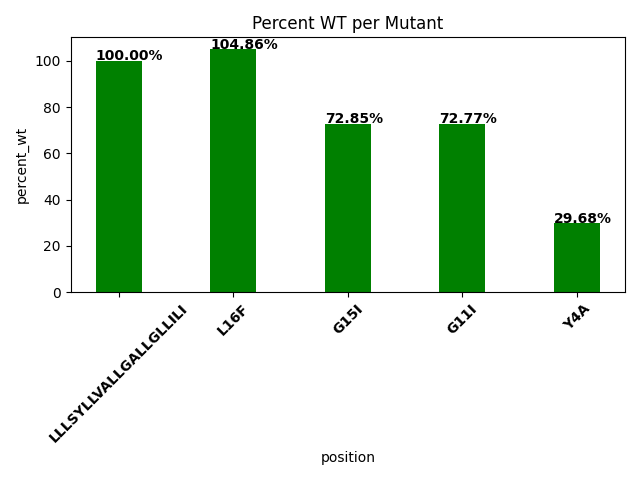 Percent WT per Mutant
percent_wt
100
80
60
40
20
0
100.00%
104.86%
72.85%
72.77%
29.68%
LLLSYLLVALLGALLGLLILI
L16F
G15I
G11I
Y4A
position